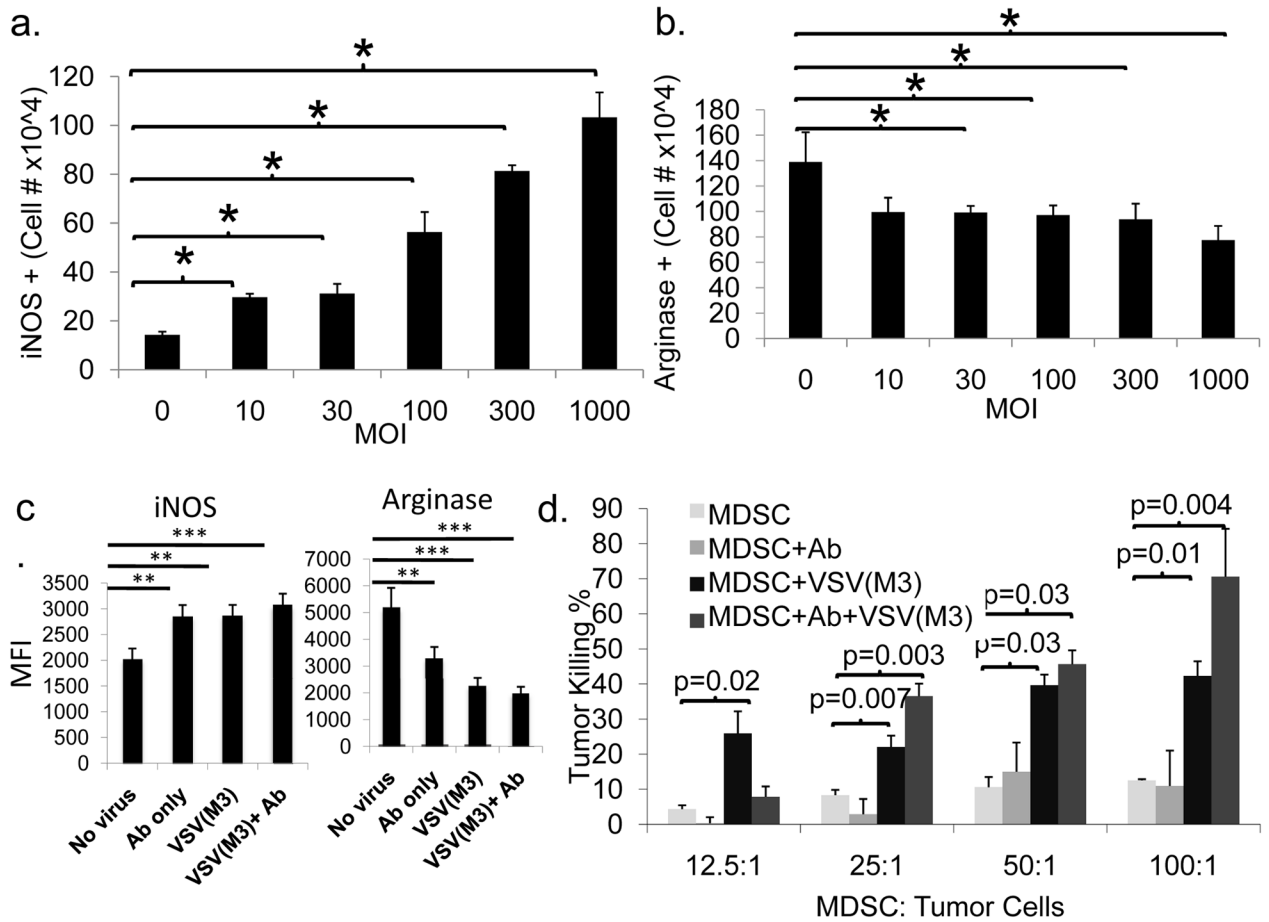 a.
iNOS + (Cell # x10^4)
120
100
80
60
40
20
0
*
*
*
*
*
0 10 30 100 300 1000
MOI
b.
Arginase + (Cell # x10^4)
180
160
140
120
100
80
60
40
20
0
*
*
*
*
0 10 30 100 300 1000
MOI
c
.
iNOS
***
**
**
MFI
3500
3000
2500
2000
1500
1000
500
0
No virus
Ab only
VSV(M3)
VSV(M3)+ Ab
Arginase
***
***
**
7000
6000
5000
4000
3000
2000
1000
0
No virus
Ab only
VSV(M3)
VSV(M3)+ Ab
d.
Tumor Killing %
90
80
70
60
50
40
30
20
10
0
MDSC
MDSC+Ab
MDSC+VSV(M3)
MDSC+Ab+VSV(M3)
p=0.02
p=0.003
p=0.007
p=0.03
p=0.03
p=0.004
p=0.01
12.5:1 25:1 50:1 100:1
MDSC: Tumor Cells